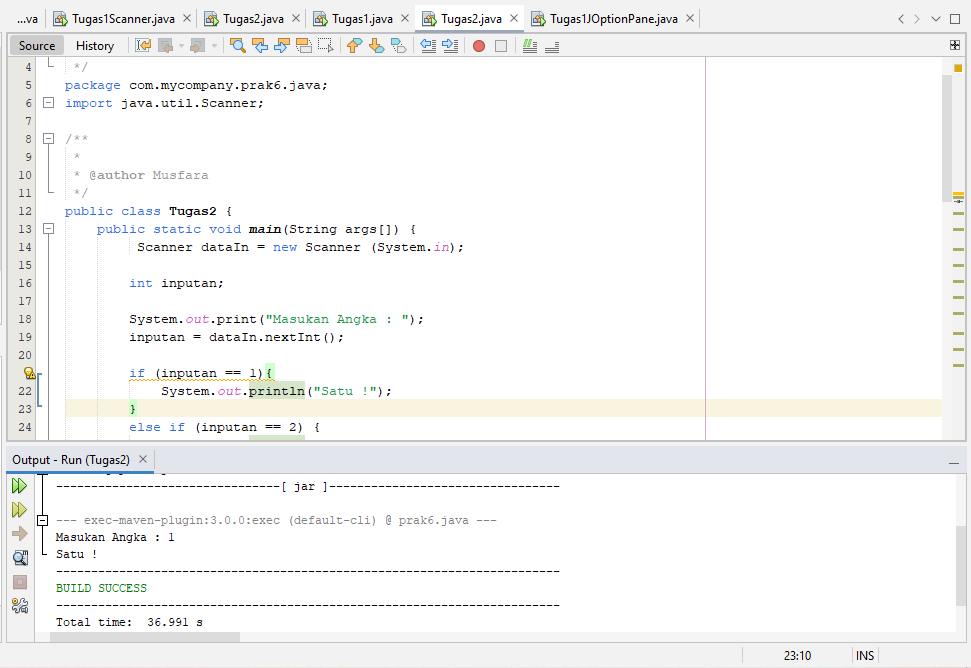 ...va Tugas1Scanner.java Tugas2.java Tugas1.java Tugas2.java Tugas1JOptionPane.java
Source History
4 */
5 package com.mycompany.prak6.java;
6 import java.util.Scanner;
7
8 /**
9 *
10 * @author Musfara
11 */
12 public class Tugas2 {
13 public static void main(String args[]) {
14 Scanner dataIn = new Scanner (System.in);
15
16 int inputan;
17
18 System.out.print("Masukan Angka : ");
19 inputan = dataIn.nextInt();
20
if (inputan == 1){
22 System.out.println("Satu !");
23 }
24 else if (inputan == 2) {
Output - Run (Tugas2)
--------------------------------[ jar ]---------------------------------
--- exec-maven-plugin:3.0.0:exec (default-cli) @ prak6.java ---
Masukan Angka : 1
Satu !
------------------------------------------------------------------------
BUILD SUCCESS
------------------------------------------------------------------------
Total time:  36.991 s
23:10 INS